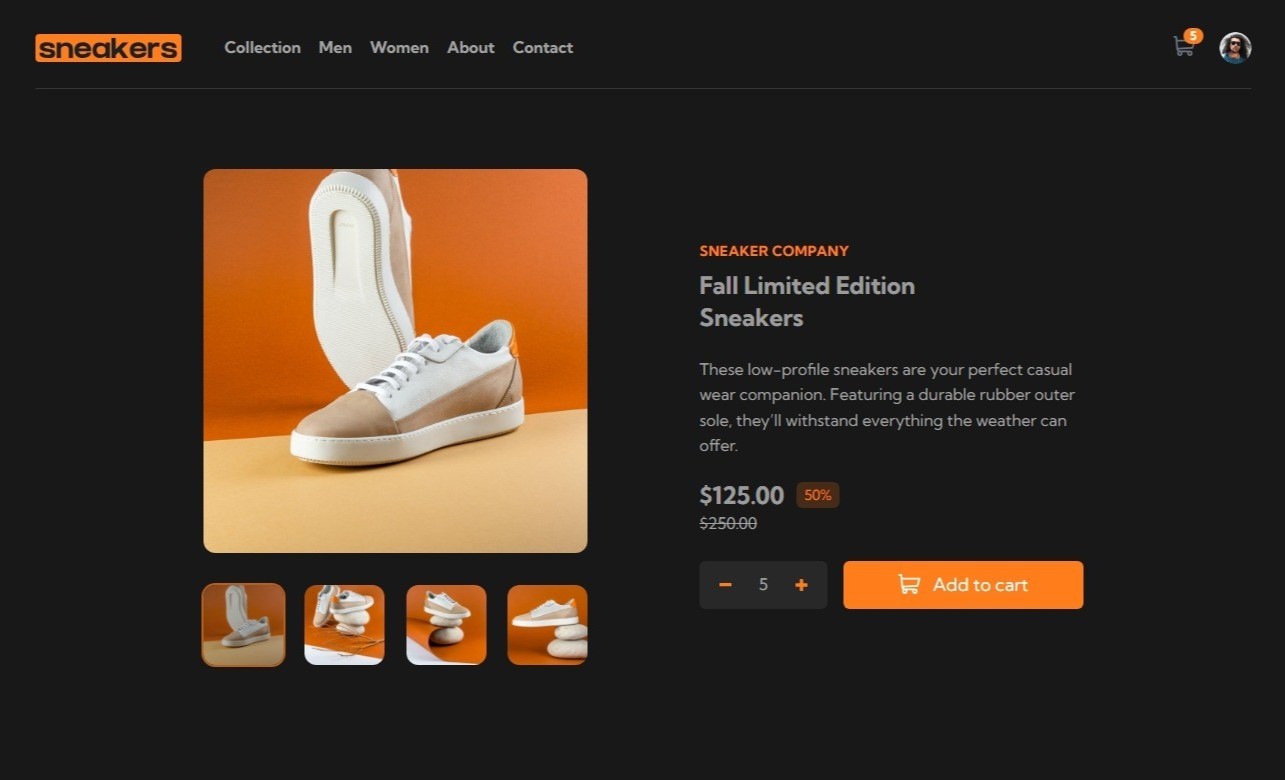 sneakers
Collection Men Women About Contact
5
SNEAKER COMPANY
Fall Limited Edition
Sneakers
These low-profile sneakers are your perfect casual
wear companion. Featuring a durable rubber outer
sole, they’ll withstand everything the weather can
offer.
$125.00 50%
$250.00
5
Add to cart